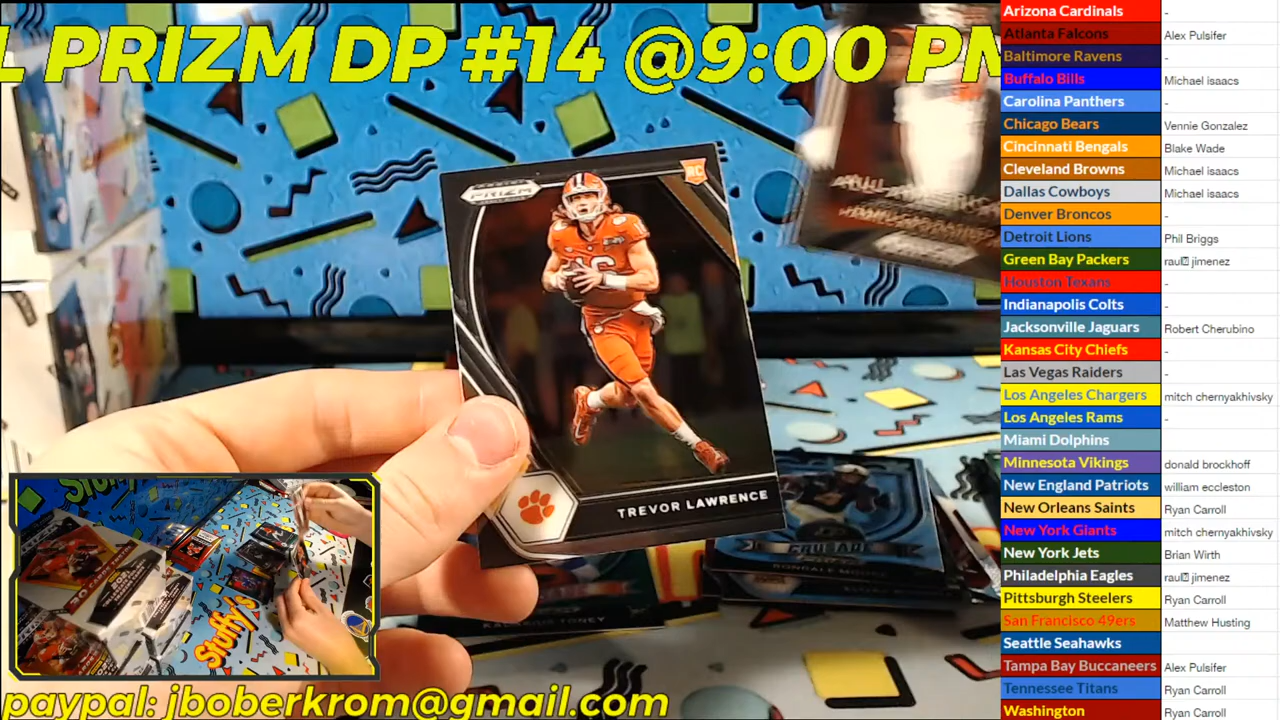 L PRIZM DP #14 @9:00 PM
PRIZM
RC
TREVOR LAWRENCE
KADARIUS TONEY
RONDALE MOORE
Stuffy's
paypal: jboberkrom@gmail.com
Arizona Cardinals -
Atlanta Falcons Alex Pulsifer
Baltimore Ravens -
Buffalo Bills Michael isaacs
Carolina Panthers -
Chicago Bears Vennie Gonzalez
Cincinnati Bengals Blake Wade
Cleveland Browns Michael isaacs
Dallas Cowboys Michael isaacs
Denver Broncos -
Detroit Lions Phil Briggs
Green Bay Packers raul jimenez
Houston Texans -
Indianapolis Colts -
Jacksonville Jaguars Robert Cherubino
Kansas City Chiefs -
Las Vegas Raiders -
Los Angeles Chargers mitch chernyakhivsky
Los Angeles Rams -
Miami Dolphins
Minnesota Vikings donald brockhoff
New England Patriots william eccleston
New Orleans Saints Ryan Carroll
New York Giants mitch chernyakhivsky
New York Jets Brian Wirth
Philadelphia Eagles raul jimenez
Pittsburgh Steelers Ryan Carroll
San Francisco 49ers Matthew Husting
Seattle Seahawks
Tampa Bay Buccaneers Alex Pulsifer
Tennessee Titans Ryan Carroll
Washington Ryan Carroll